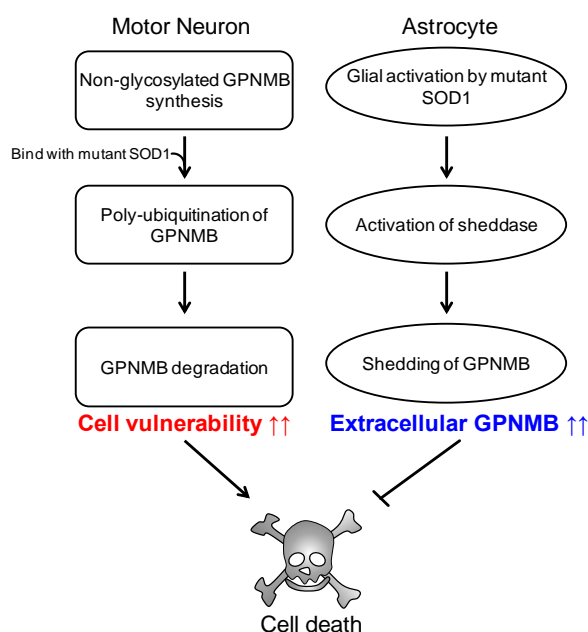 Motor Neuron
Non-glycosylated GPNMB
synthesis
Bind with mutant SOD1
Poly-ubiquitination of
GPNMB
GPNMB degradation
Cell vulnerability ↑↑
Astrocyte
Glial activation by mutant
SOD1
Activation of sheddase
Shedding of GPNMB
Extracellular GPNMB ↑↑
Cell death